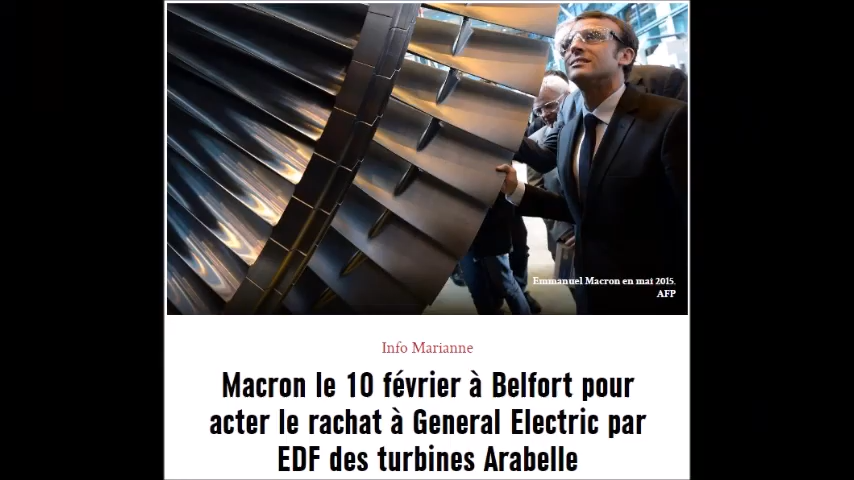 Emmanuel Macron en mai 2015.
AFP
Info Marianne
Macron le 10 février à Belfort pour
acter le rachat à General Electric par
EDF des turbines Arabelle